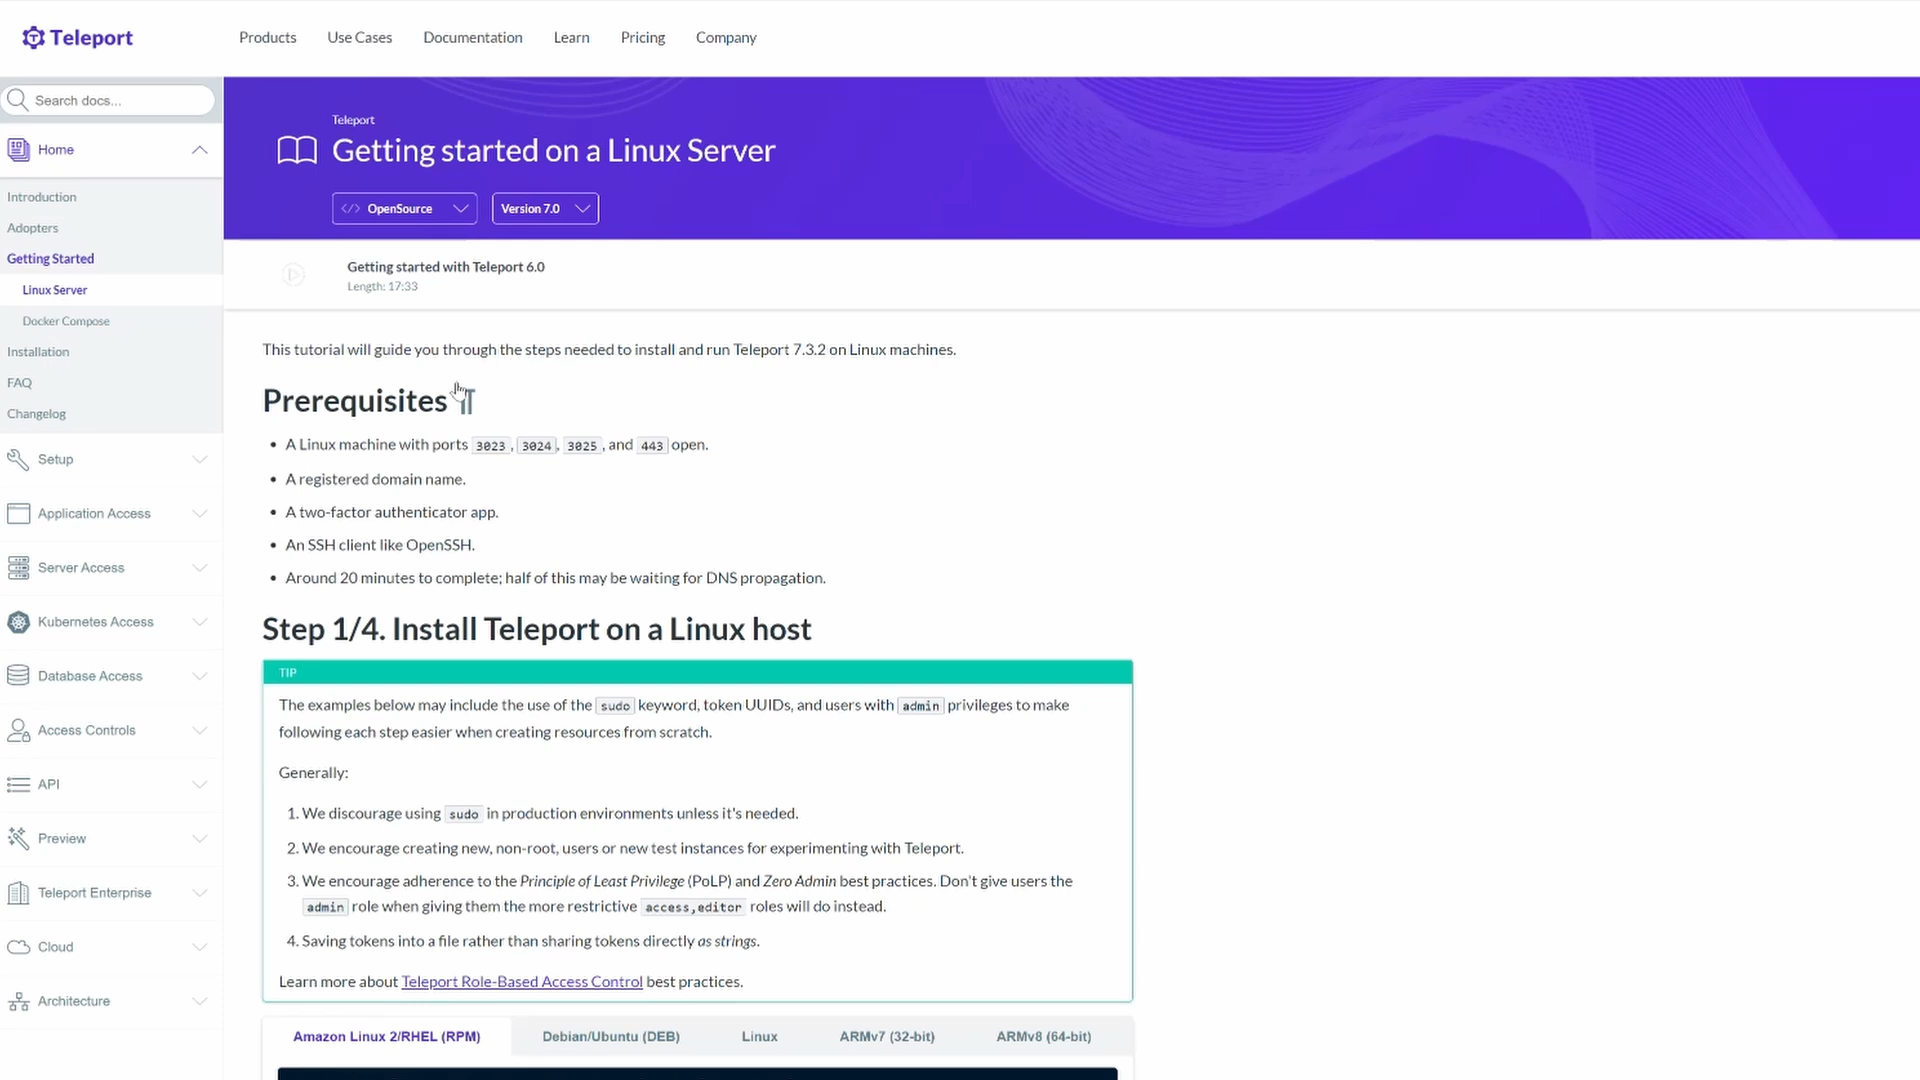 Teleport
Products
Use Cases
Documentation
Learn
Pricing
Company
Search docs...
Home
Introduction
Adopters
Getting Started
Linux Server
Docker Compose
Installation
FAQ
Changelog
Setup
Application Access
Server Access
Kubernetes Access
Database Access
Access Controls
API
Preview
Teleport Enterprise
Cloud
Architecture
Teleport
Getting started on a Linux Server
</> OpenSource
Version 7.0
Getting started with Teleport 6.0
Length: 17:33
This tutorial will guide you through the steps needed to install and run Teleport 7.3.2 on Linux machines.
Prerequisites ¶
• A Linux machine with ports 3023, 3024, 3025, and 443 open.
• A registered domain name.
• A two-factor authenticator app.
• An SSH client like OpenSSH.
• Around 20 minutes to complete; half of this may be waiting for DNS propagation.
Step 1/4. Install Teleport on a Linux host
TIP
The examples below may include the use of the sudo keyword, token UUIDs, and users with admin privileges to make
following each step easier when creating resources from scratch.
Generally:
1. We discourage using sudo in production environments unless it's needed.
2. We encourage creating new, non-root, users or new test instances for experimenting with Teleport.
3. We encourage adherence to the Principle of Least Privilege (PoLP) and Zero Admin best practices. Don't give users the
admin role when giving them the more restrictive access,editor roles will do instead.
4. Saving tokens into a file rather than sharing tokens directly as strings.
Learn more about Teleport Role-Based Access Control best practices.
Amazon Linux 2/RHEL (RPM)
Debian/Ubuntu (DEB)
Linux
ARMv7 (32-bit)
ARMv8 (64-bit)